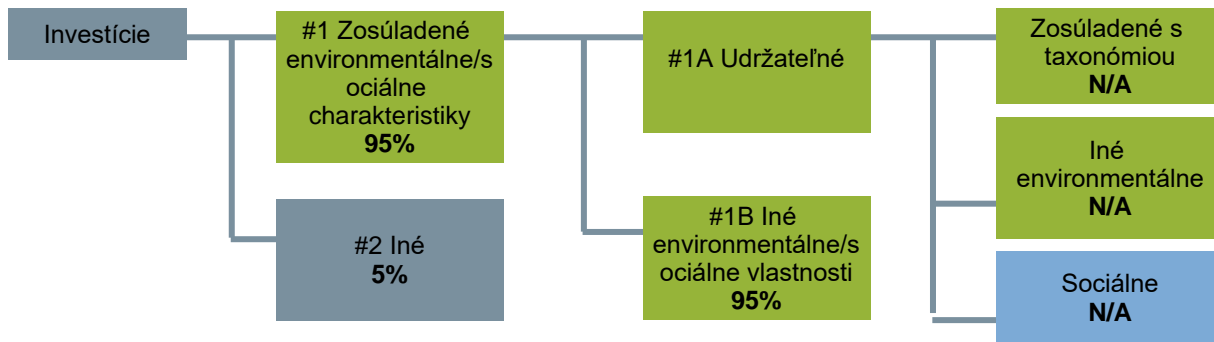 Investície
#1 Zosúladené
environmentálne/s
ociálne
charakteristiky
95%
#2 Iné
5%
#1A Udržateľné
#1B Iné
environmentálne/s
ociálne vlastnosti
95%
Zosúladené s
taxonómiou
N/A
Iné
environmentálne
N/A
Sociálne
N/A